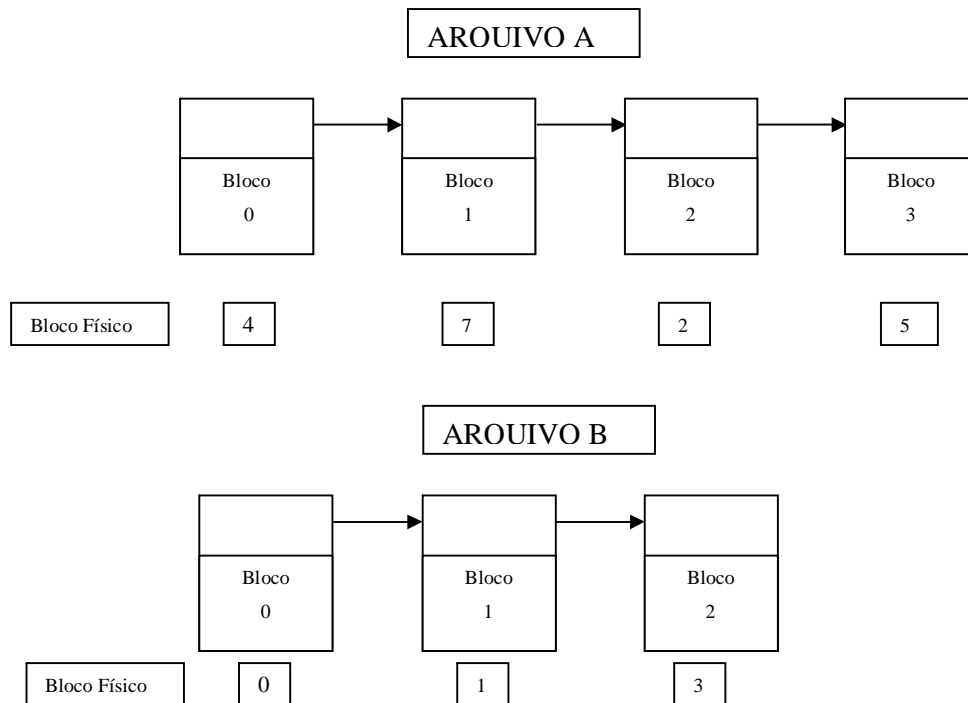 AROUIVO A
Bloco Bloco Bloco Bloco
0 1 2 3
Bloco Físico 4 7 2 5
AROUIVO B
Bloco Bloco Bloco
0 1 2
Bloco Físico 0 1 3